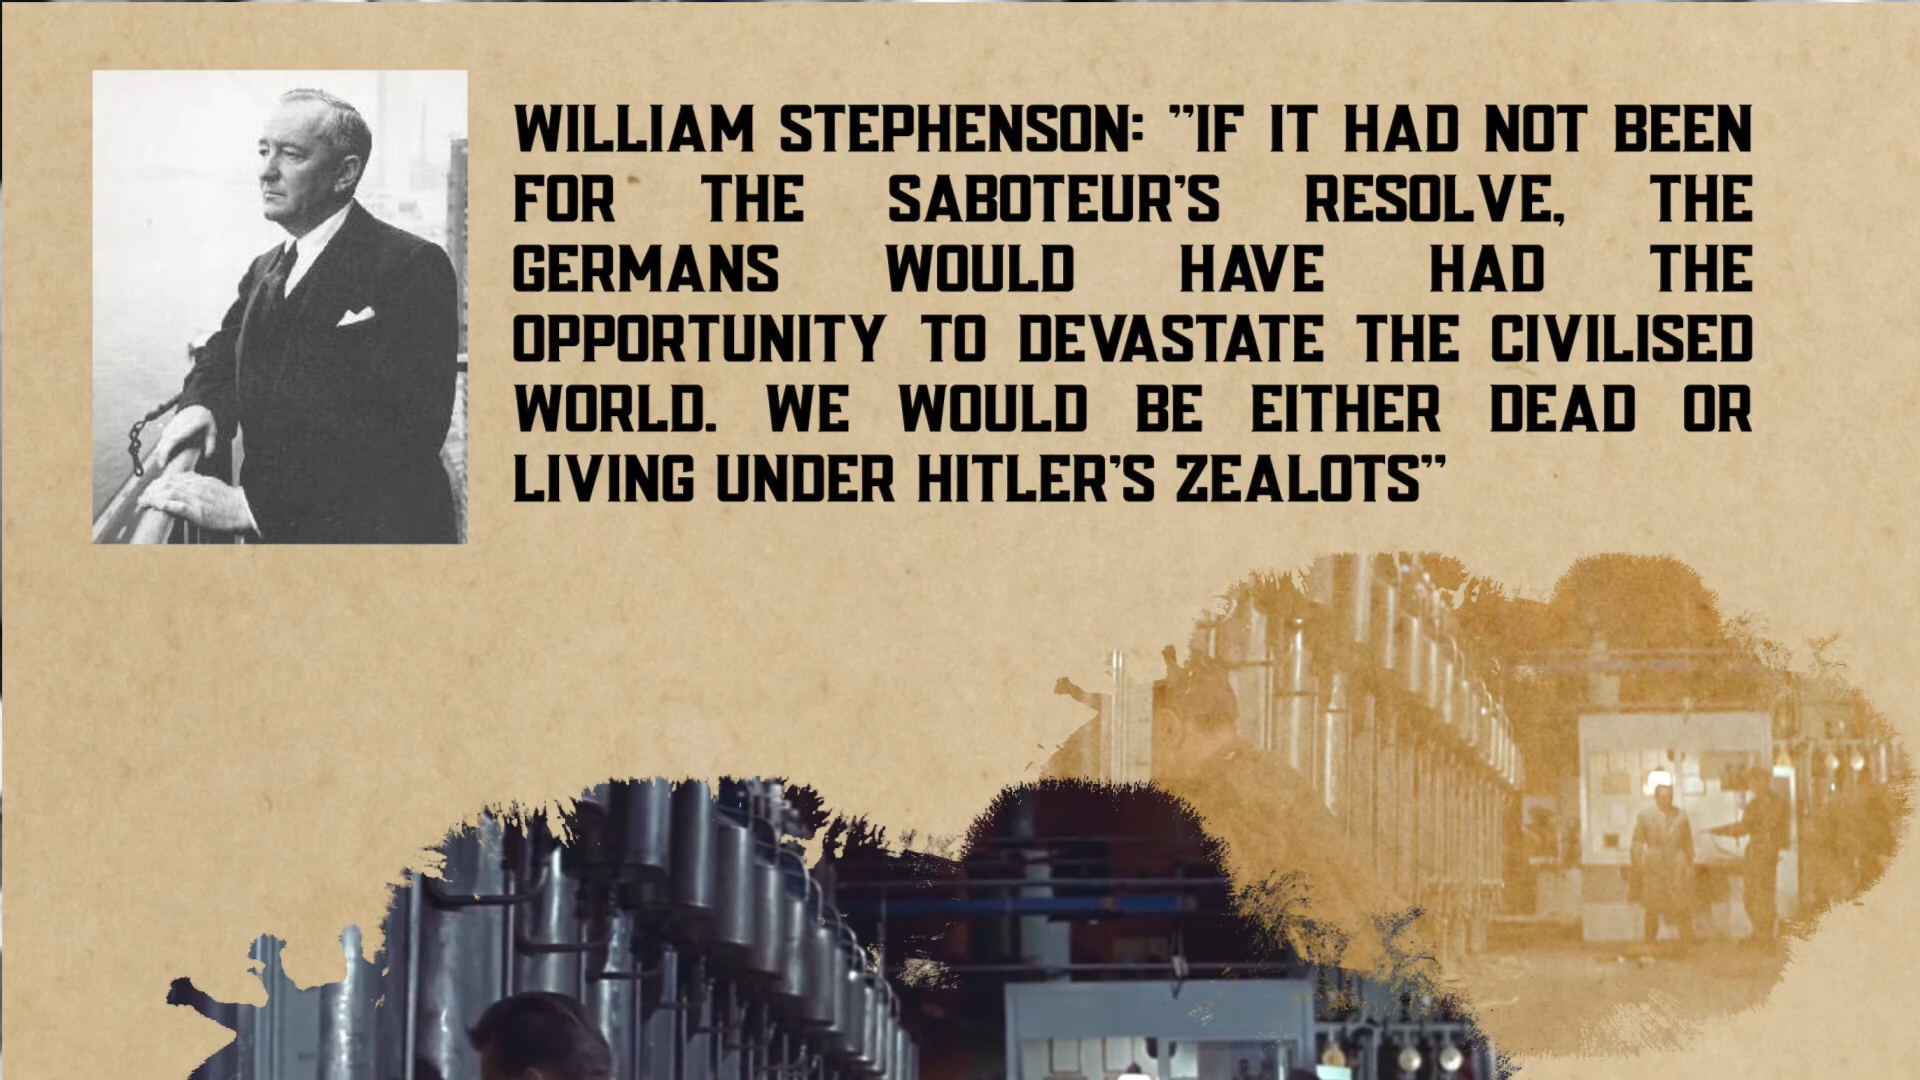 WILLIAM STEPHENSON: ”IF IT HAD NOT BEEN
FOR THE SABOTEUR’S RESOLVE, THE
GERMANS WOULD HAVE HAD THE
OPPORTUNITY TO DEVASTATE THE CIVILISED
WORLD. WE WOULD BE EITHER DEAD OR
LIVING UNDER HITLER’S ZEALOTS”